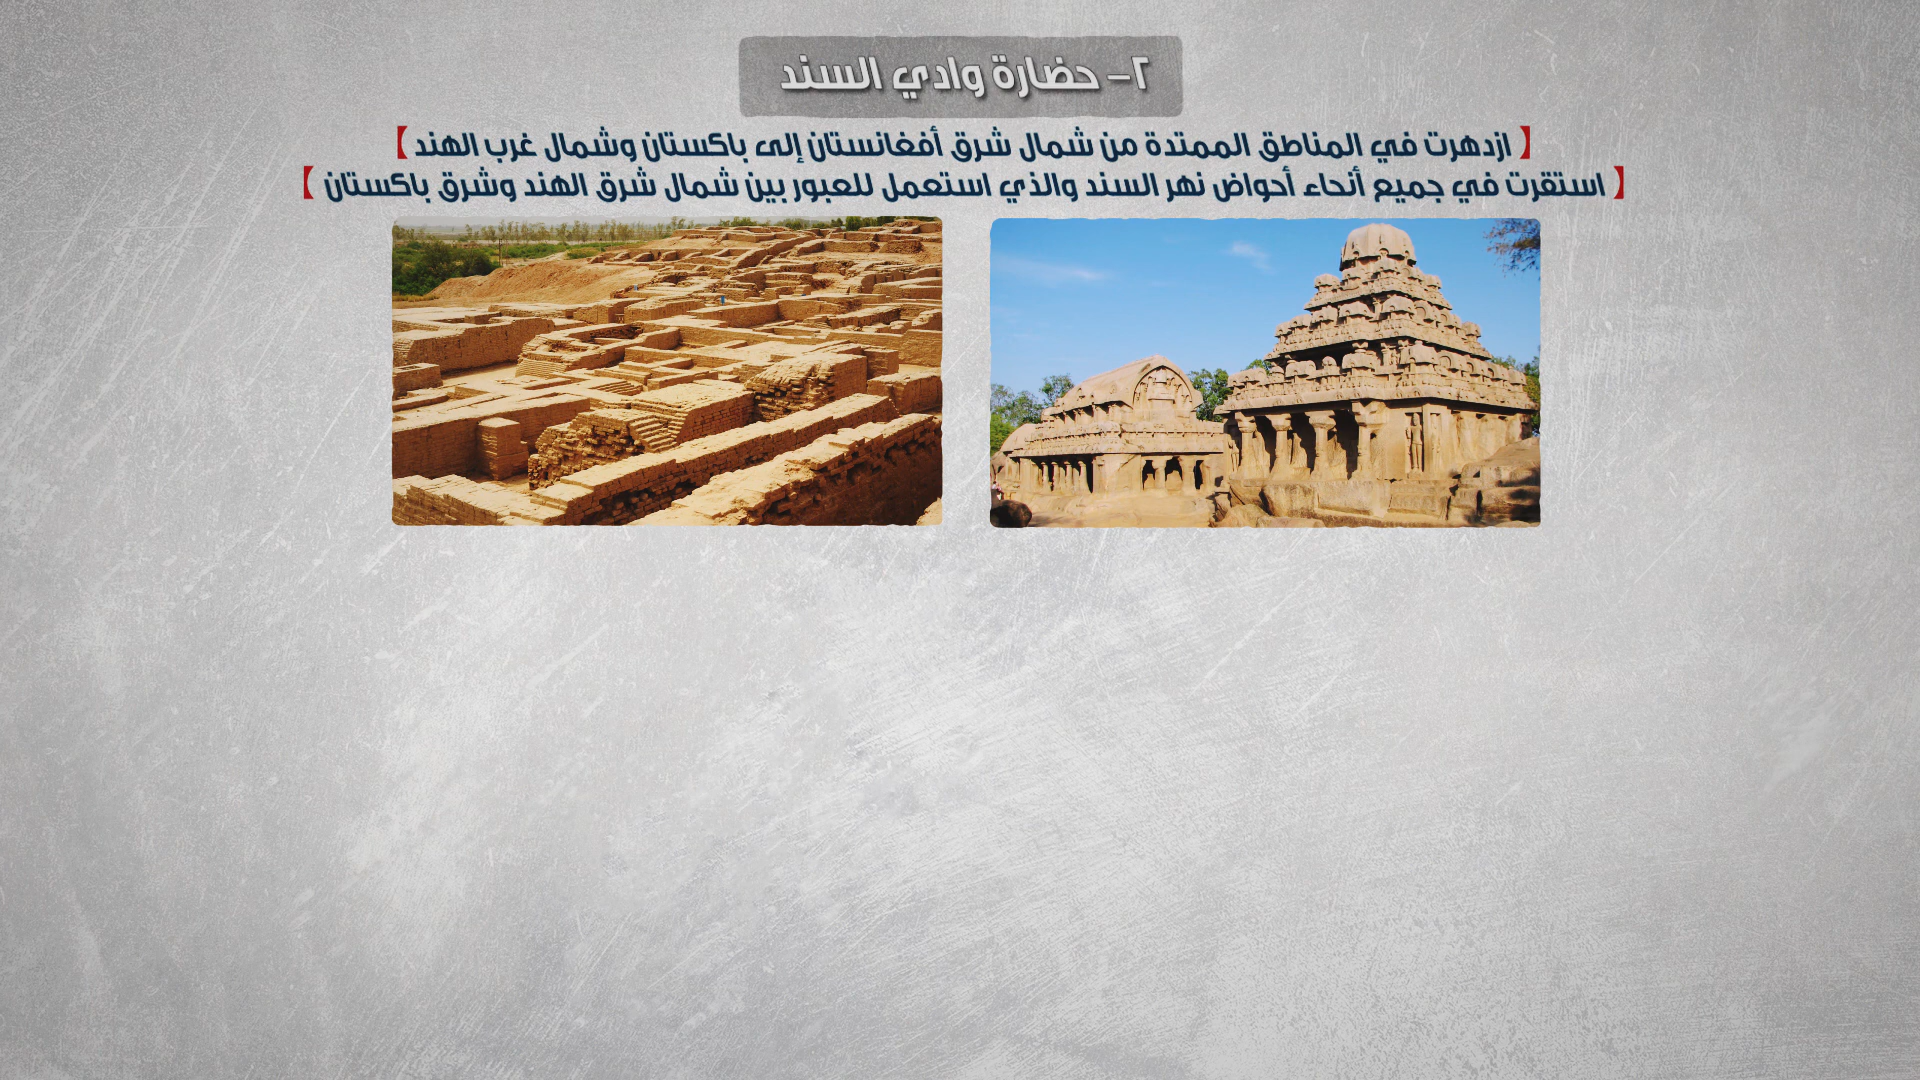 ٢- حضارة وادي السند
【 ازدهرت في المناطق الممتدة من شمال شرق أفغانستان إلى باكستان وشمال غرب الهند 】
【 استقرت في جميع أنحاء أحواض نهر السند والذي استعمل للعبور بين شمال شرق الهند وشرق باكستان 】